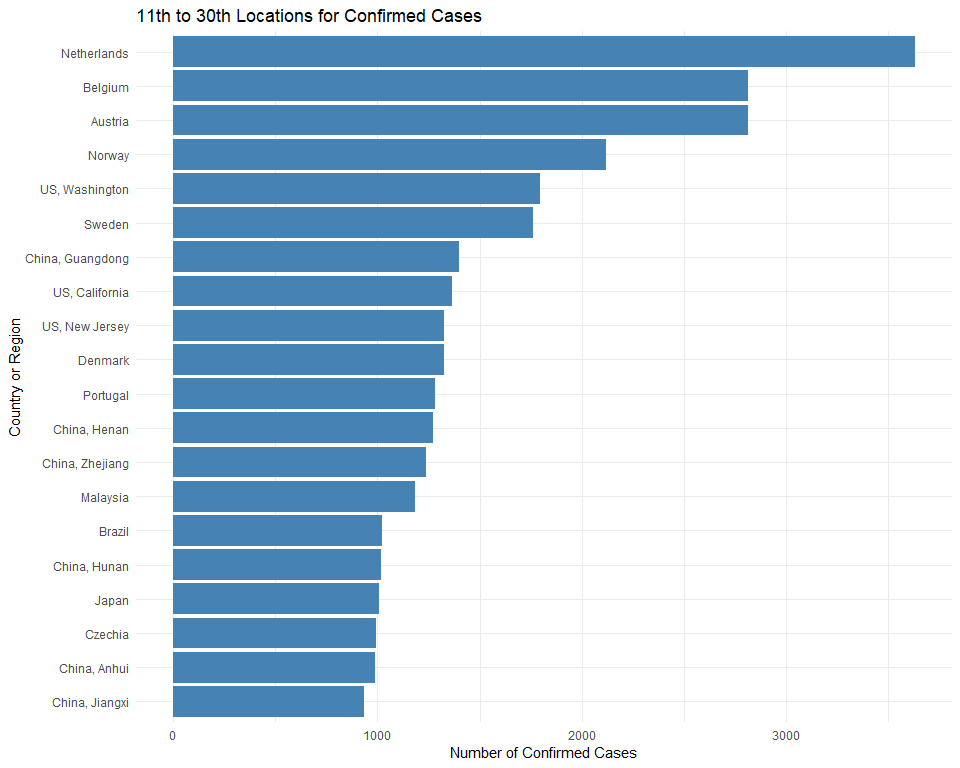 11th to 30th Locations for Confirmed Cases
Country or Region
Netherlands
Belgium
Austria
Norway
US, Washington
Sweden
China, Guangdong
US, California
US, New Jersey
Denmark
Portugal
China, Henan
China, Zhejiang
Malaysia
Brazil
China, Hunan
Japan
Czechia
China, Anhui
China, Jiangxi
0 1000 2000 3000
Number of Confirmed Cases